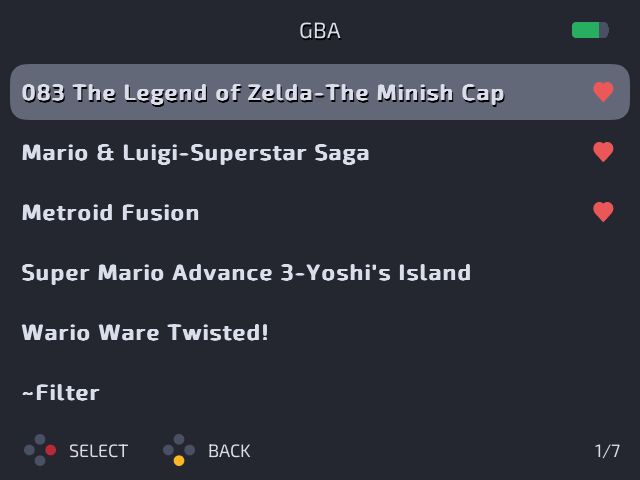 GBA
083 The Legend of Zelda-The Minish Cap
Mario & Luigi-Superstar Saga
Metroid Fusion
Super Mario Advance 3-Yoshi's Island
Wario Ware Twisted!
~Filter
SELECT BACK 1/7